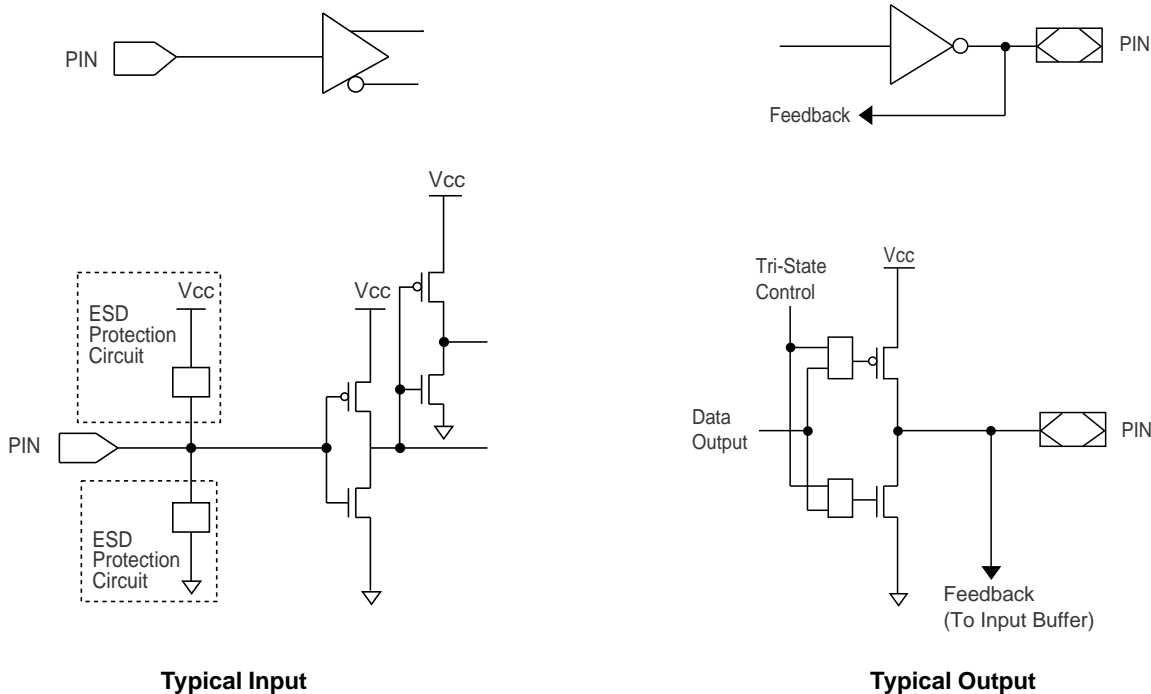 PIN
PIN
Feedback
Vcc
Vcc
ESD
Protection
Circuit
Vcc
PIN
ESD
Protection
Circuit
Tri-State
Control
Vcc
Data
Output
PIN
Feedback
(To Input Buffer)
Typical Input
Typical Output